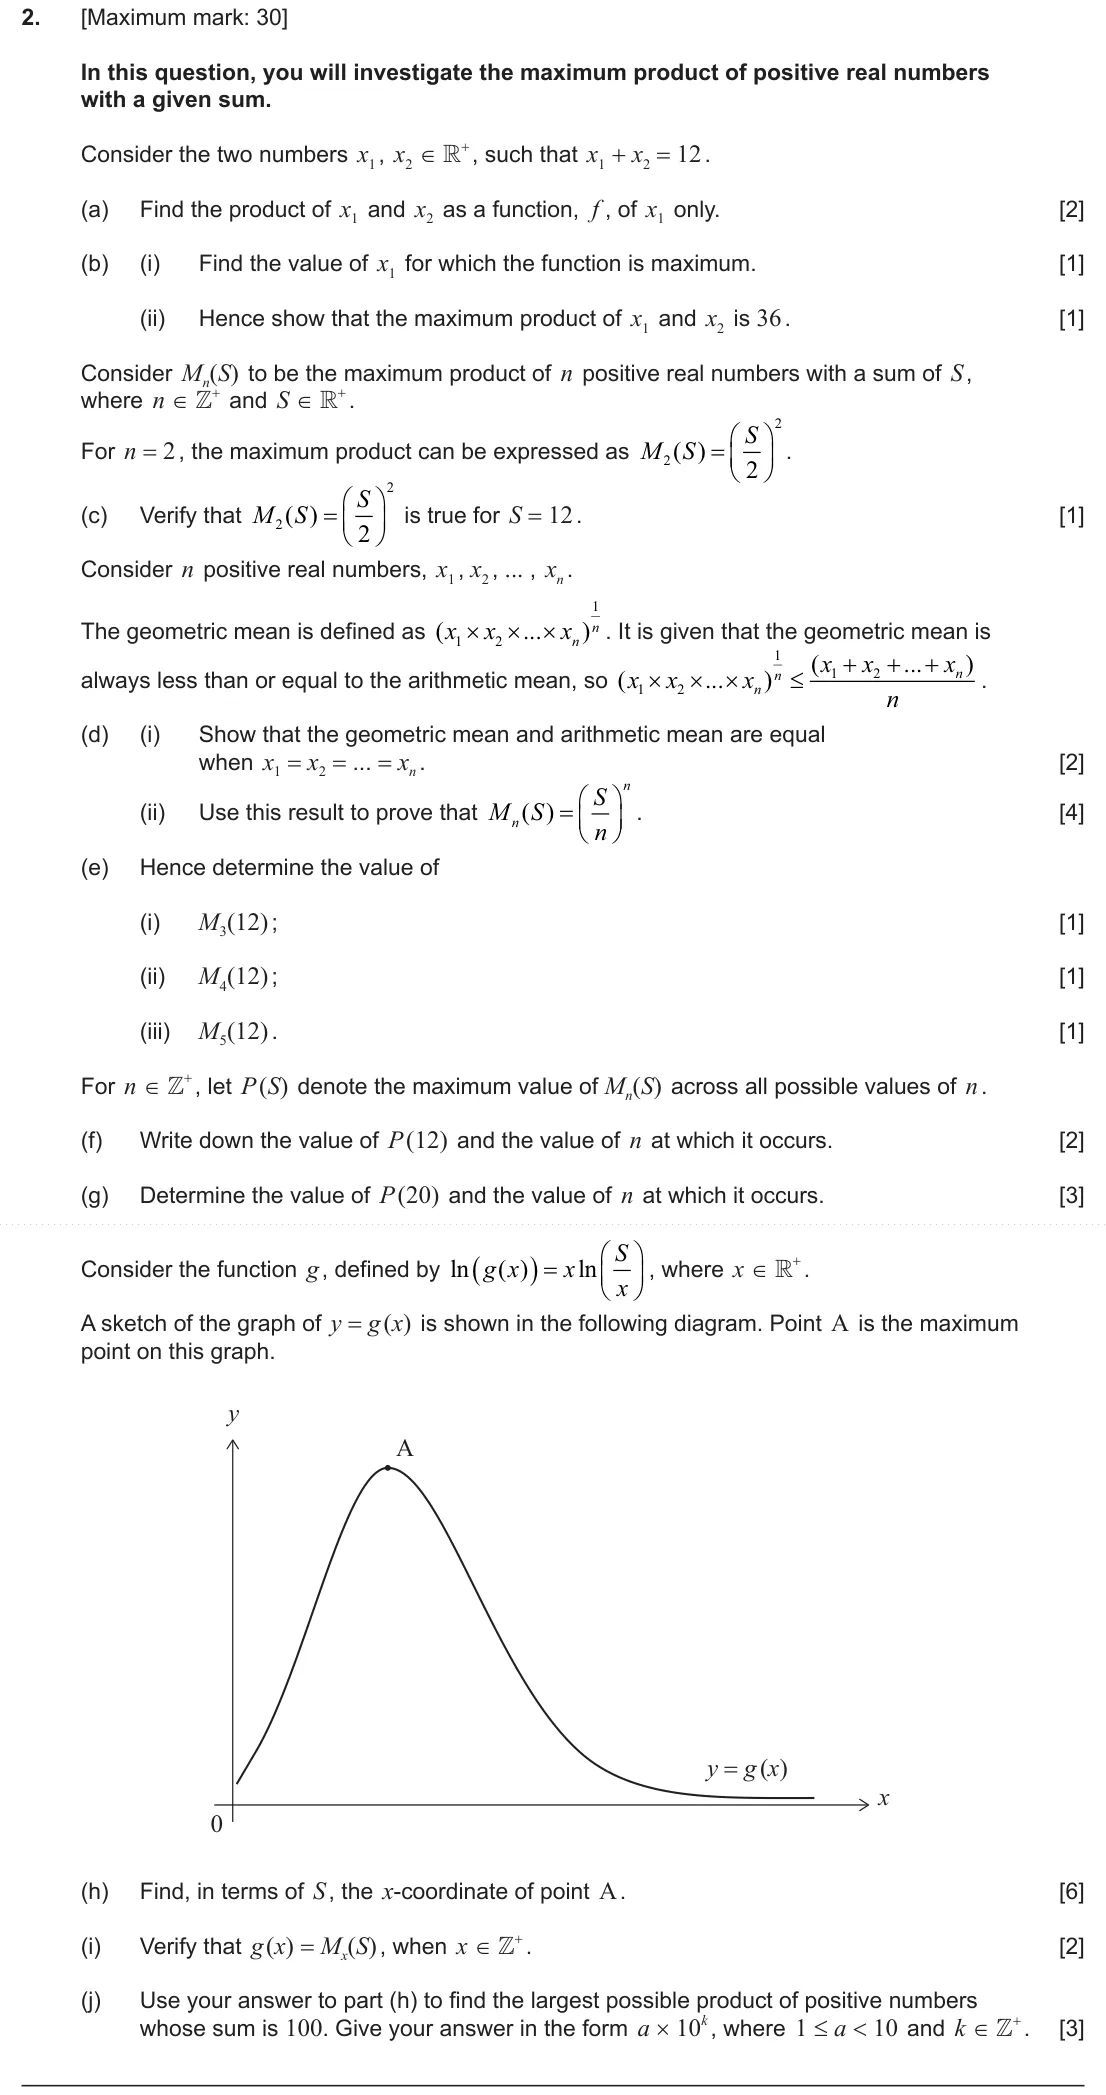 2. [Maximum mark: 30]
In this question, you will investigate the maximum product of positive real numbers
with a given sum.
Consider the two numbers x₁, x₂ ∈ ℝ⁺, such that x₁ + x₂ = 12.
(a) Find the product of x₁ and x₂ as a function, f, of x₁ only. [2]
(b) (i) Find the value of x₁ for which the function is maximum. [1]
(ii) Hence show that the maximum product of x₁ and x₂ is 36. [1]
Consider Mₙ(S) to be the maximum product of n positive real numbers with a sum of S,
where n ∈ ℤ⁺ and S ∈ ℝ⁺.
For n = 2, the maximum product can be expressed as M₂(S) = (S/2)².
(c) Verify that M₂(S) = (S/2)² is true for S = 12. [1]
Consider n positive real numbers, x₁, x₂, ... , xₙ.
The geometric mean is defined as (x₁ × x₂ × ... × xₙ)^(1/n). It is given that the geometric mean is
always less than or equal to the arithmetic mean, so (x₁ × x₂ × ... × xₙ)^(1/n) ≤ (x₁ + x₂ + ... + xₙ)/n.
(d) (i) Show that the geometric mean and arithmetic mean are equal
when x₁ = x₂ = ... = xₙ. [2]
(ii) Use this result to prove that Mₙ(S) = (S/n)ⁿ. [4]
(e) Hence determine the value of
(i) M₃(12); [1]
(ii) M₄(12); [1]
(iii) M₅(12). [1]
For n ∈ ℤ⁺, let P(S) denote the maximum value of Mₙ(S) across all possible values of n.
(f) Write down the value of P(12) and the value of n at which it occurs. [2]
(g) Determine the value of P(20) and the value of n at which it occurs. [3]
Consider the function g, defined by ln(g(x)) = x ln(S/x), where x ∈ ℝ⁺.
A sketch of the graph of y = g(x) is shown in the following diagram. Point A is the maximum
point on this graph.
y
A
y = g(x)
x
0
(h) Find, in terms of S, the x-coordinate of point A. [6]
(i) Verify that g(x) = Mₓ(S), when x ∈ ℤ⁺. [2]
(j) Use your answer to part (h) to find the largest possible product of positive numbers
whose sum is 100. Give your answer in the form a × 10ᵏ, where 1 ≤ a < 10 and k ∈ ℤ⁺. [3]